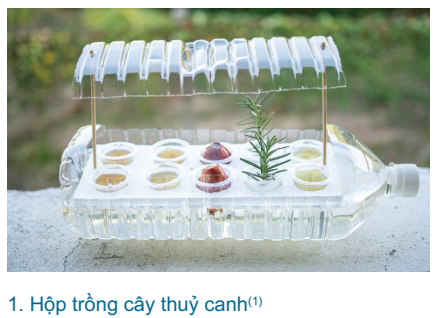 1. Hộp trồng cây thuỷ canh(1)